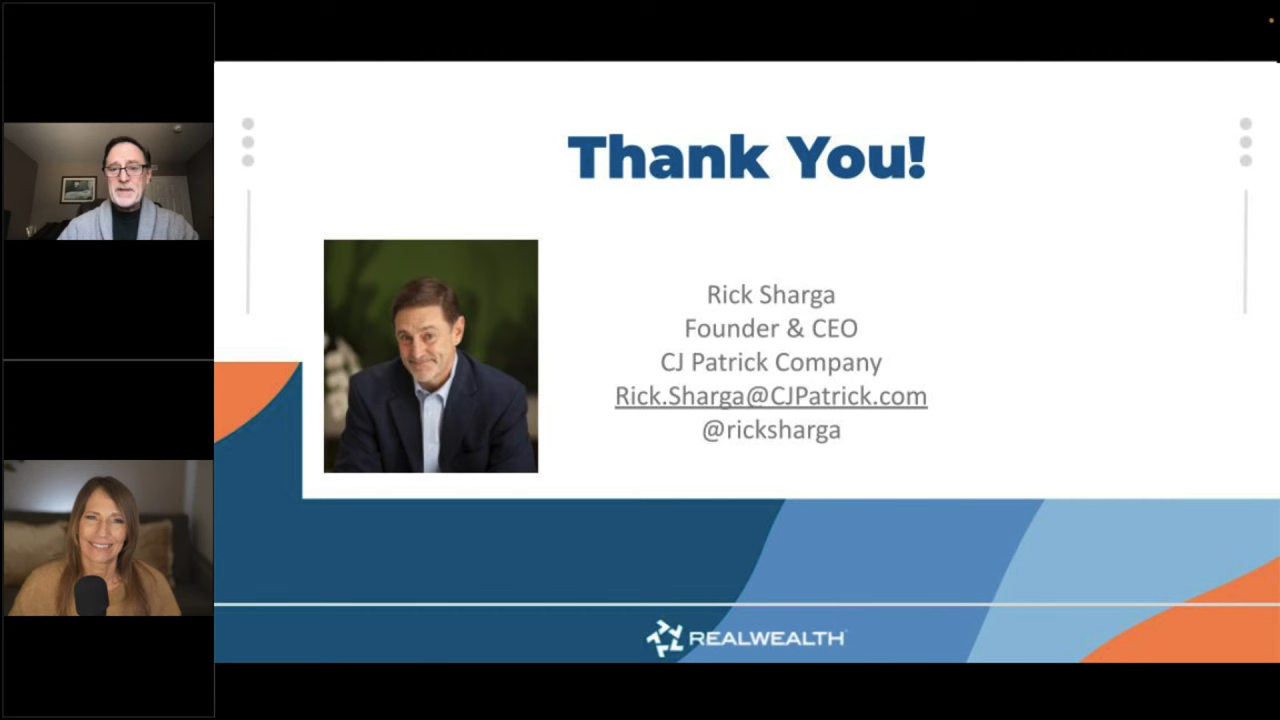 Thank You!
Rick Sharga
Founder & CEO
CJ Patrick Company
Rick.Sharga@CJPatrick.com
@ricksharga
REALWEALTH